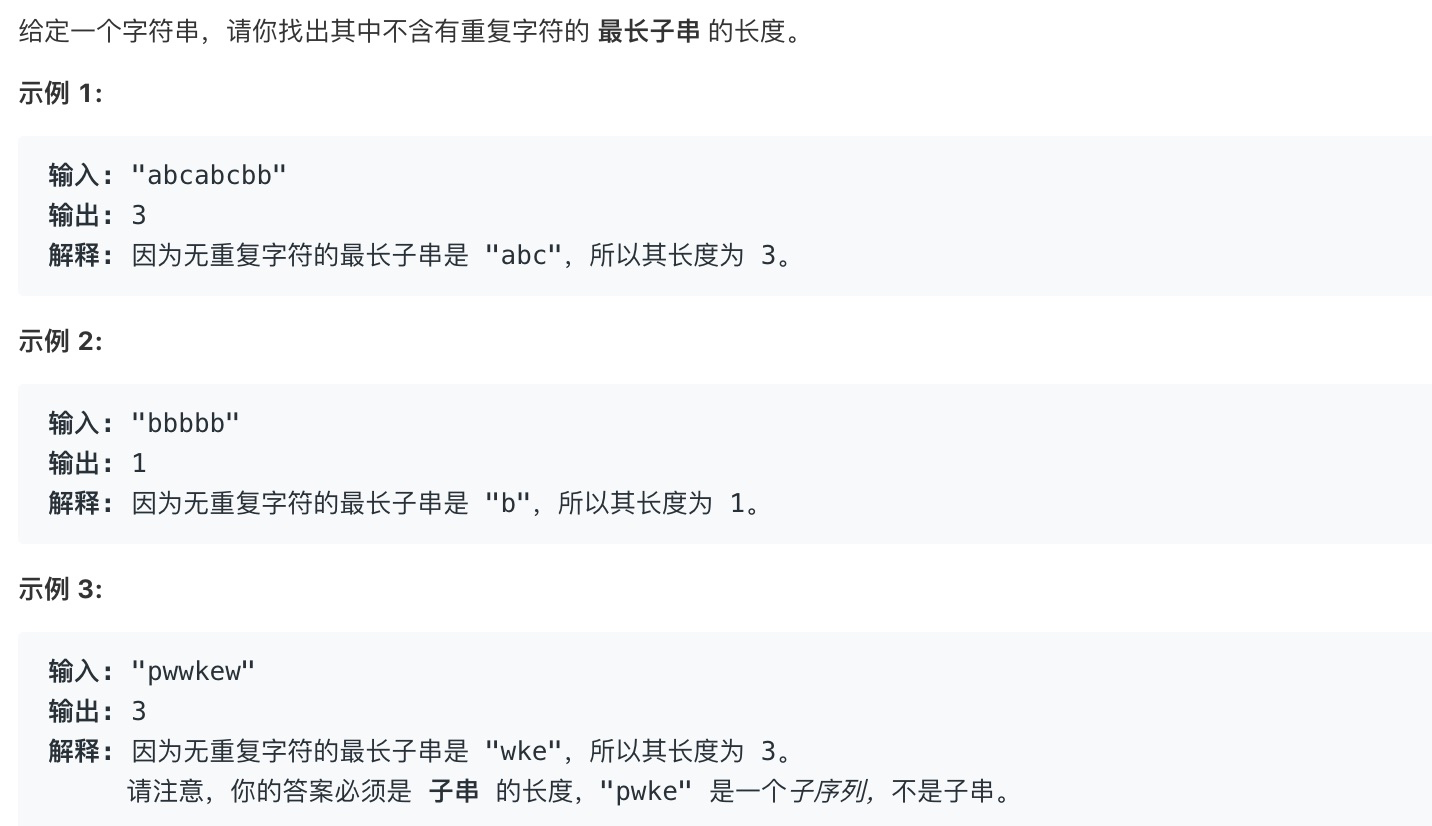 给定一个字符串，请你找出其中不含有重复字符的 最长子串 的长度。
示例 1:
输入: "abcabcbb"
输出: 3
解释: 因为无重复字符的最长子串是 "abc"，所以其长度为 3。
示例 2:
输入: "bbbbb"
输出: 1
解释: 因为无重复字符的最长子串是 "b"，所以其长度为 1。
示例 3:
输入: "pwwkew"
输出: 3
解释: 因为无重复字符的最长子串是 "wke"，所以其长度为 3。
请注意，你的答案必须是 子串 的长度，"pwke" 是一个子序列，不是子串。